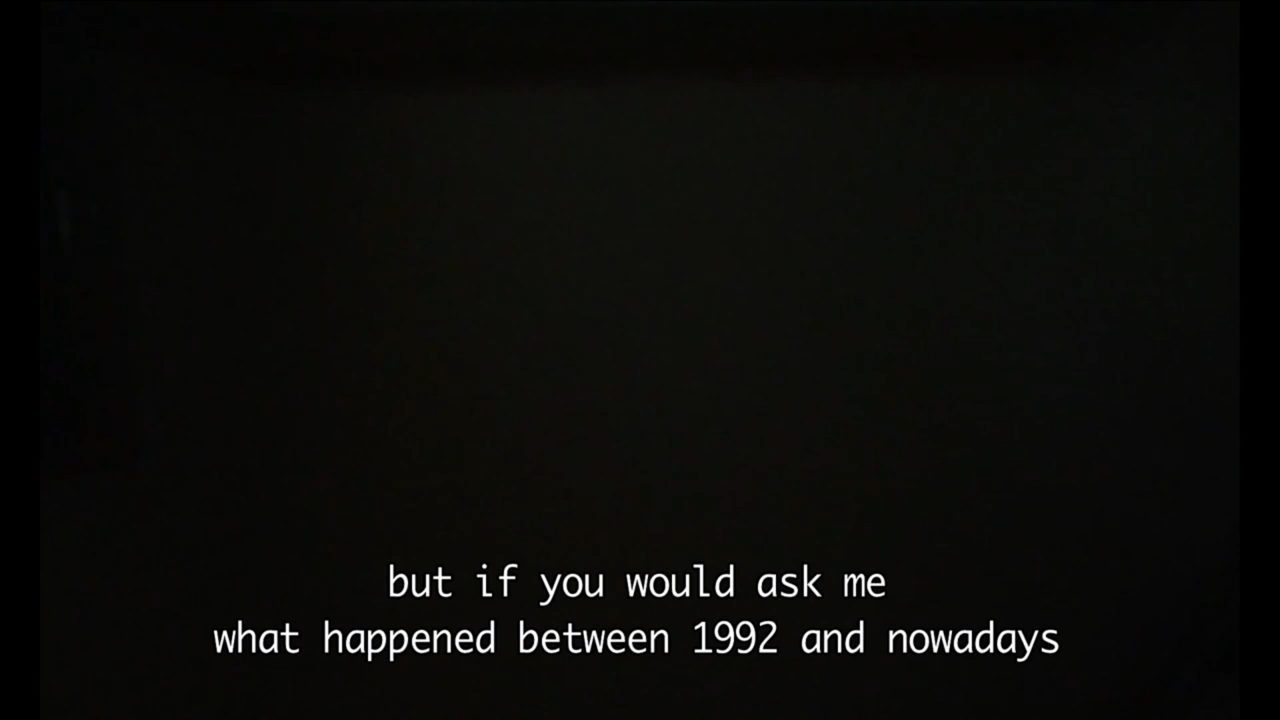 but if you would ask me
what happened between 1992 and nowadays